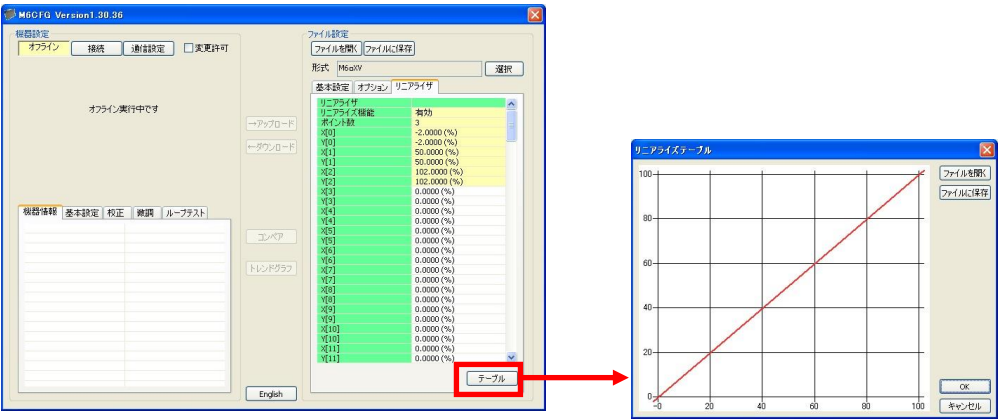 M6CFG Version1.30.36
機器設定
オフライン 接続 通信設定 変更許可
オフライン実行中です
機器情報 基本設定 校正 微調 ループテスト
→アップロード
←ダウンロード
コンペア
トレンドグラフ
English
ファイル設定
ファイルを開く ファイルに保存
形式 M6□XV 選択
基本設定 オプション リニアライザ
リニアライザ
リニアライズ機能 有効
ポイント数 3
X[0] -2.0000 (%)
Y[0] -2.0000 (%)
X[1] 50.0000 (%)
Y[1] 50.0000 (%)
X[2] 102.0000 (%)
Y[2] 102.0000 (%)
X[3] 0.0000 (%)
Y[3] 0.0000 (%)
X[4] 0.0000 (%)
Y[4] 0.0000 (%)
X[5] 0.0000 (%)
Y[5] 0.0000 (%)
X[6] 0.0000 (%)
Y[6] 0.0000 (%)
X[7] 0.0000 (%)
Y[7] 0.0000 (%)
X[8] 0.0000 (%)
Y[8] 0.0000 (%)
X[9] 0.0000 (%)
Y[9] 0.0000 (%)
X[10] 0.0000 (%)
Y[10] 0.0000 (%)
X[11] 0.0000 (%)
Y[11] 0.0000 (%)
テーブル
リニアライズテーブル
ファイルを開く
ファイルに保存
100
80
60
40
20
0
-0 20 40 60 80 100
OK
キャンセル